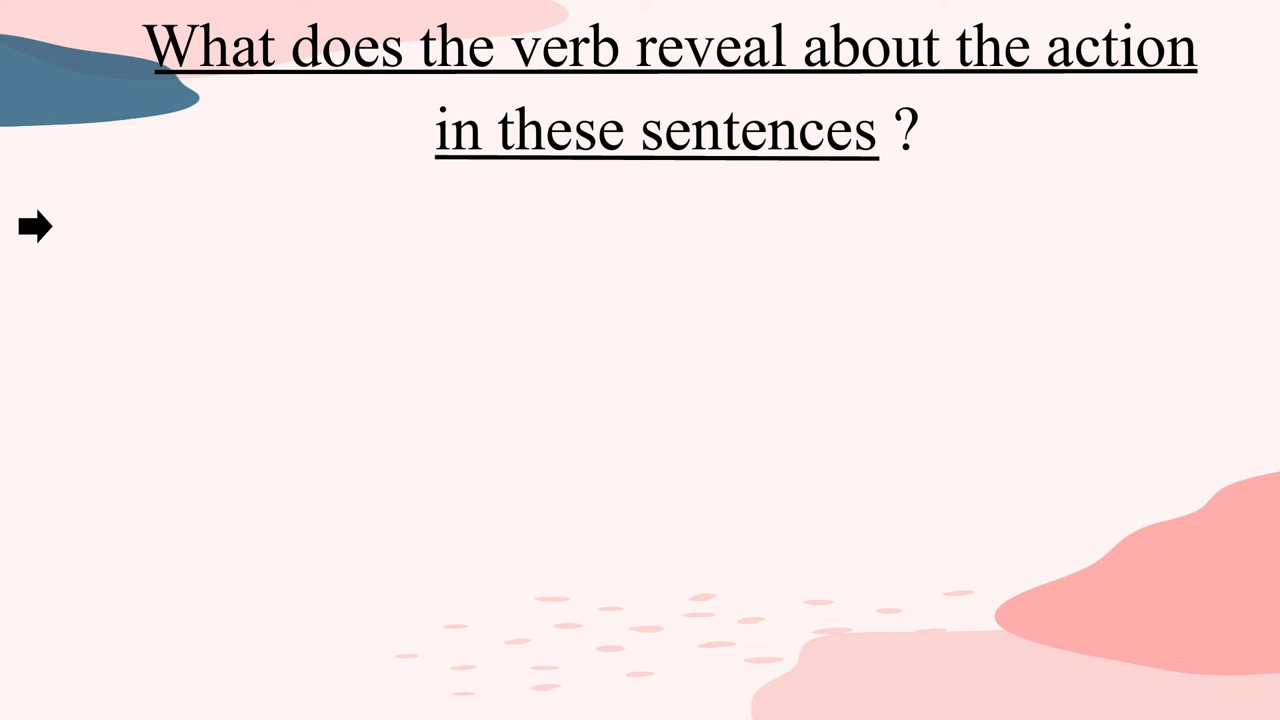 What does the verb reveal about the action
in these sentences ?